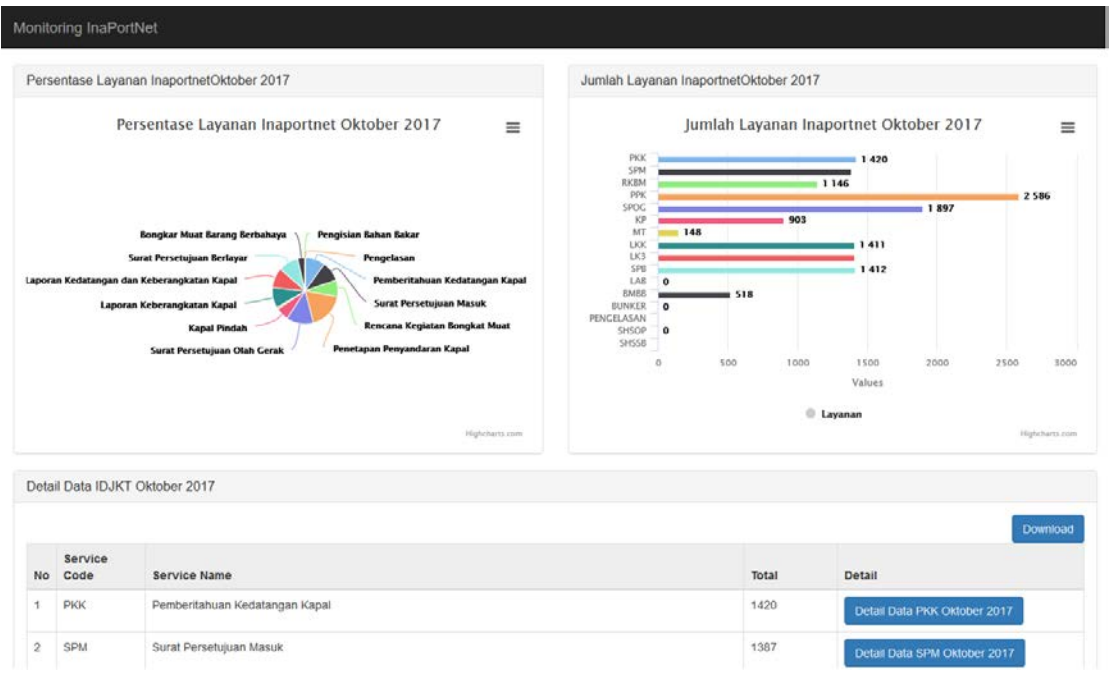 Monitoring InaPortNet
Persentase Layanan InaportnetOktober 2017
Persentase Layanan Inaportnet Oktober 2017
Bongkar Muat Barang Berbahaya
Pengisian Bahan Bakar
Surat Persetujuan Berlayar
Pengelasan
Laporan Kedatangan dan Keberangkatan Kapal
Pemberitahuan Kedatangan Kapal
Laporan Keberangkatan Kapal
Surat Persetujuan Masuk
Kapal Pindah
Rencana Kegiatan Bongkat Muat
Surat Persetujuan Olah Gerak
Penetapan Penyandaran Kapal
Highcharts.com
Jumlah Layanan InaportnetOktober 2017
Jumlah Layanan Inaportnet Oktober 2017
PKK 1 420
SPM
RKBM 1 146
PPK 2 586
SPOG 1 897
KP 903
MT 148
LKK 1 411
LK3
SPB 1 412
LAB 0
BMBB 518
BUNKER 0
PENGELASAN
SHSOP 0
SHSSB
0 500 1000 1500 2000 2500 3000
Values
Layanan
Highcharts.com
Detail Data IDJKT Oktober 2017
Download
No Service Code Service Name Total Detail
1 PKK Pemberitahuan Kedatangan Kapal 1420 Detail Data PKK Oktober 2017
2 SPM Surat Persetujuan Masuk 1387 Detail Data SPM Oktober 2017